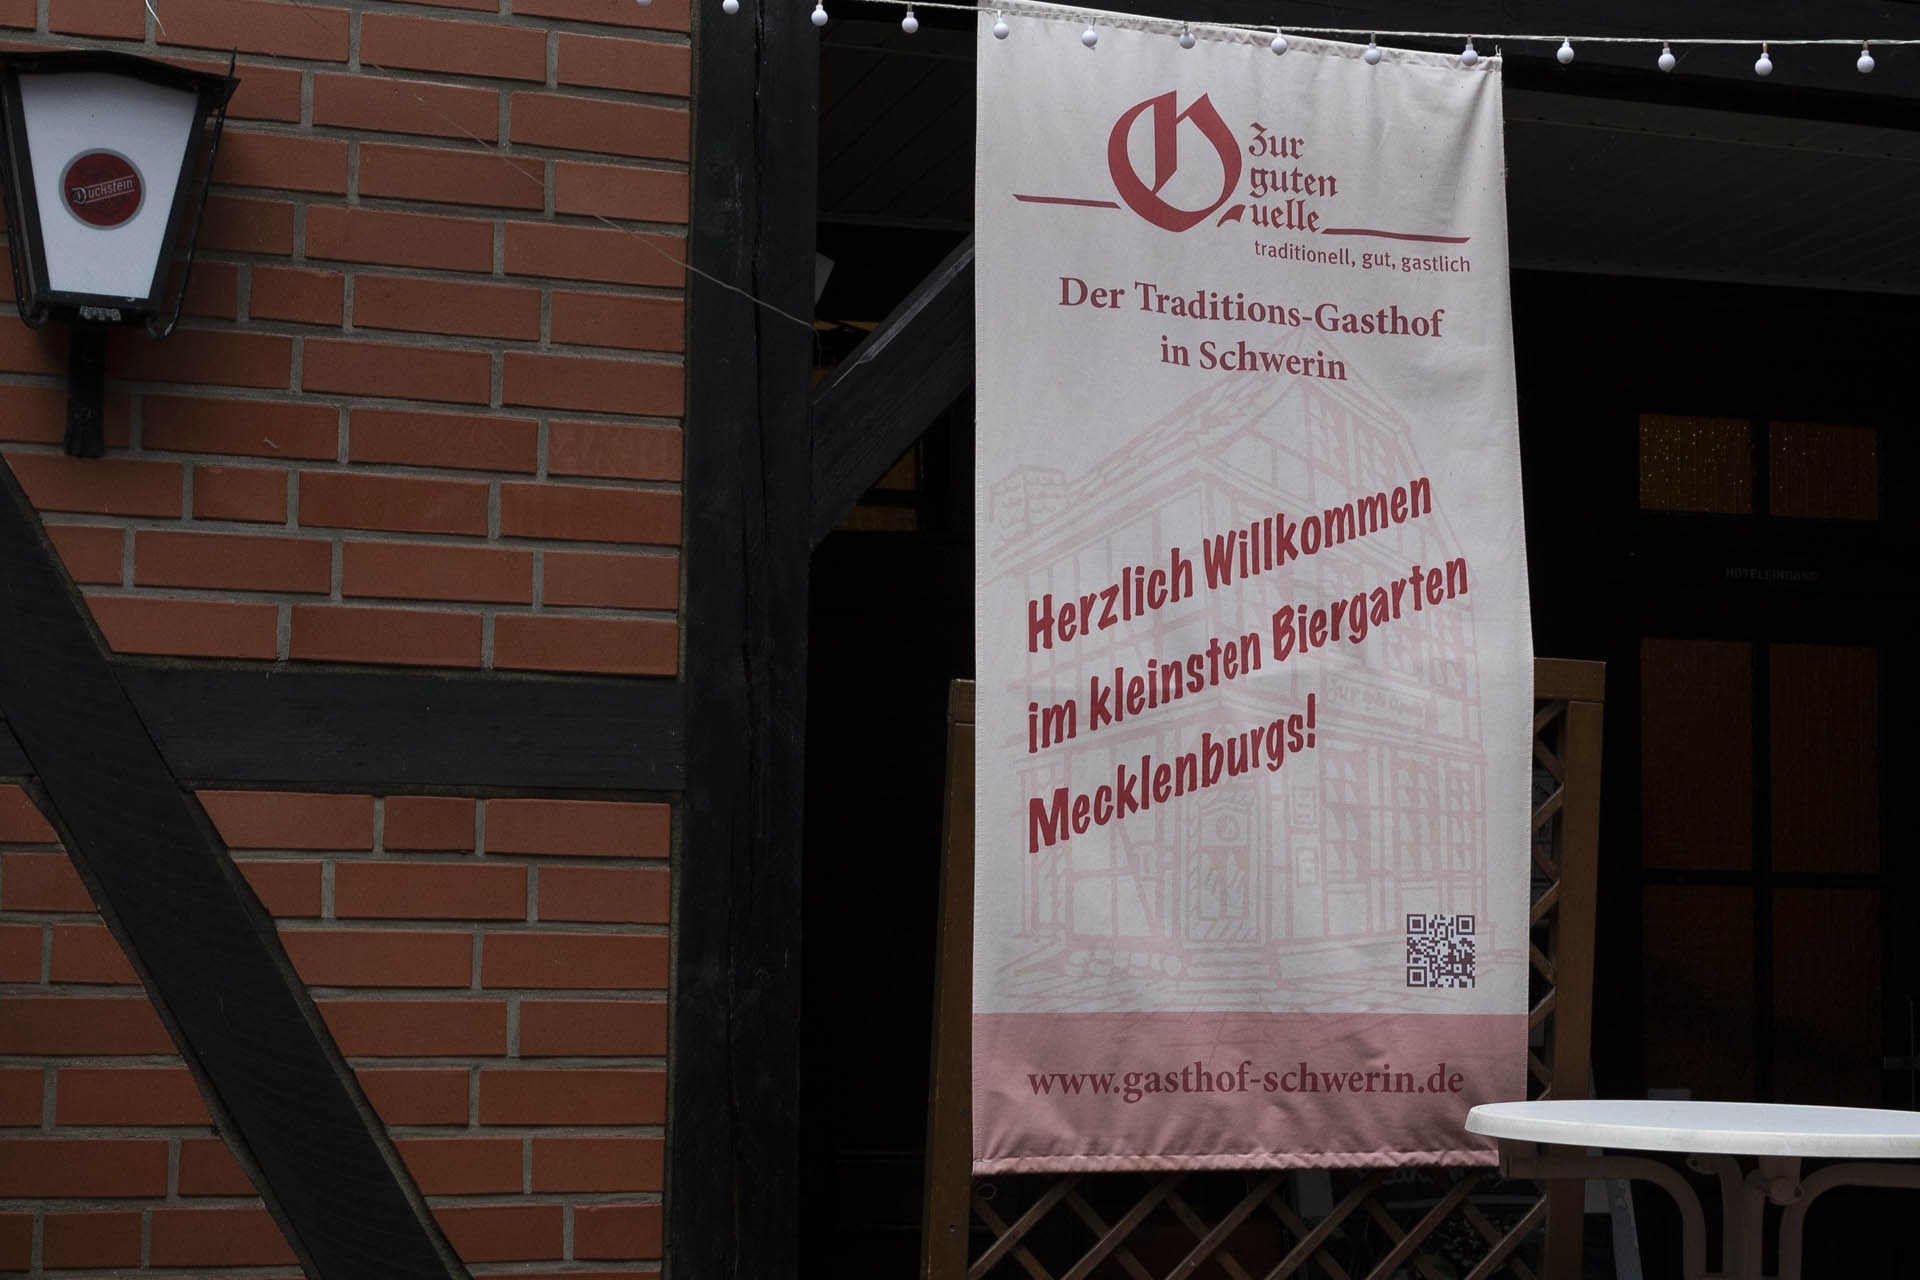 Duckstein
Zur
guten
Quelle
traditionell, gut, gastlich
Der Traditions-Gasthof
in Schwerin
Herzlich Willkommen
im kleinsten Biergarten
Mecklenburgs!
www.gasthof-schwerin.de
HOTELEINGANG